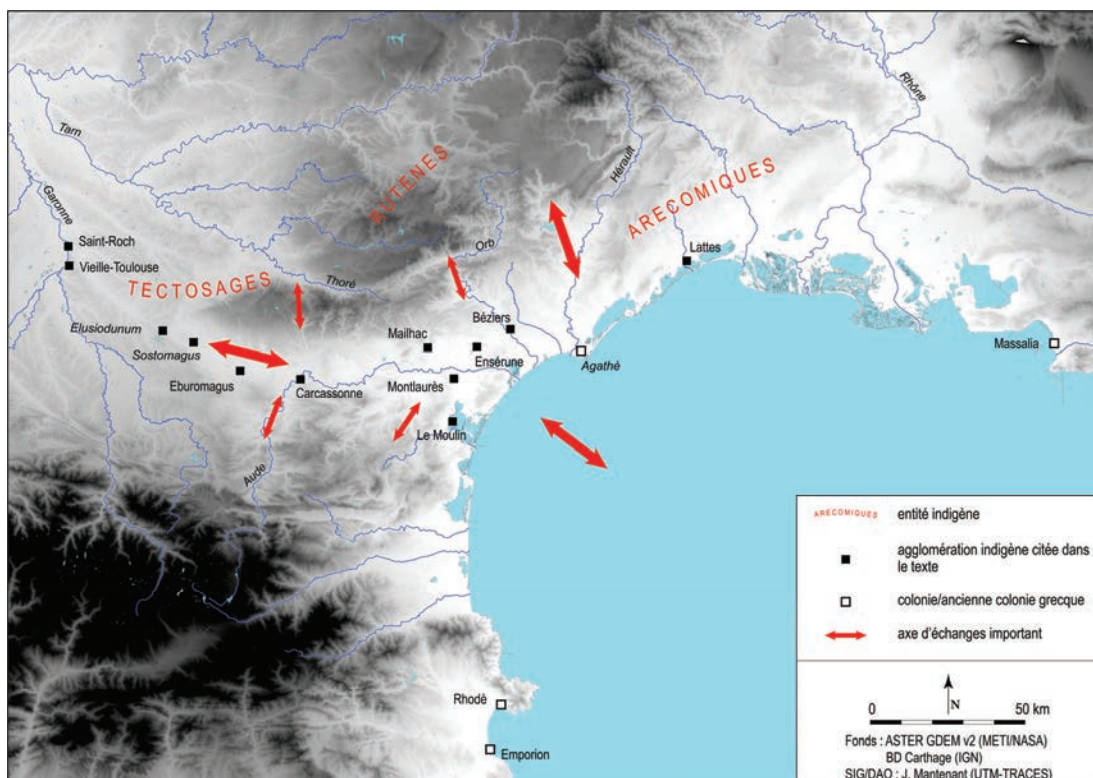 Tarn
Garonne
Saint-Roch
Vieille-Toulouse
TECTOSAGES
Elusiodunum
Sostomagus
Eburomagus
Carcassonne
Aude
Thoré
RUTENES
Orb
Mailhac
Béziers
Ensérune
Montlaurès
Le Moulin
Hérault
ARECOMIQUES
Lattes
Agathè
Rhône
Massalia
Rhodè
Emporion
ARECOMIQUES entité indigène
agglomération indigène citée dans
le texte
colonie/ancienne colonie grecque
axe d'échanges important
N
0 50 km
Fonds : ASTER GDEM v2 (METI/NASA)
BD Carthage (IGN)
SIG/DAO : J. Mantenant (UTM-TRACES)